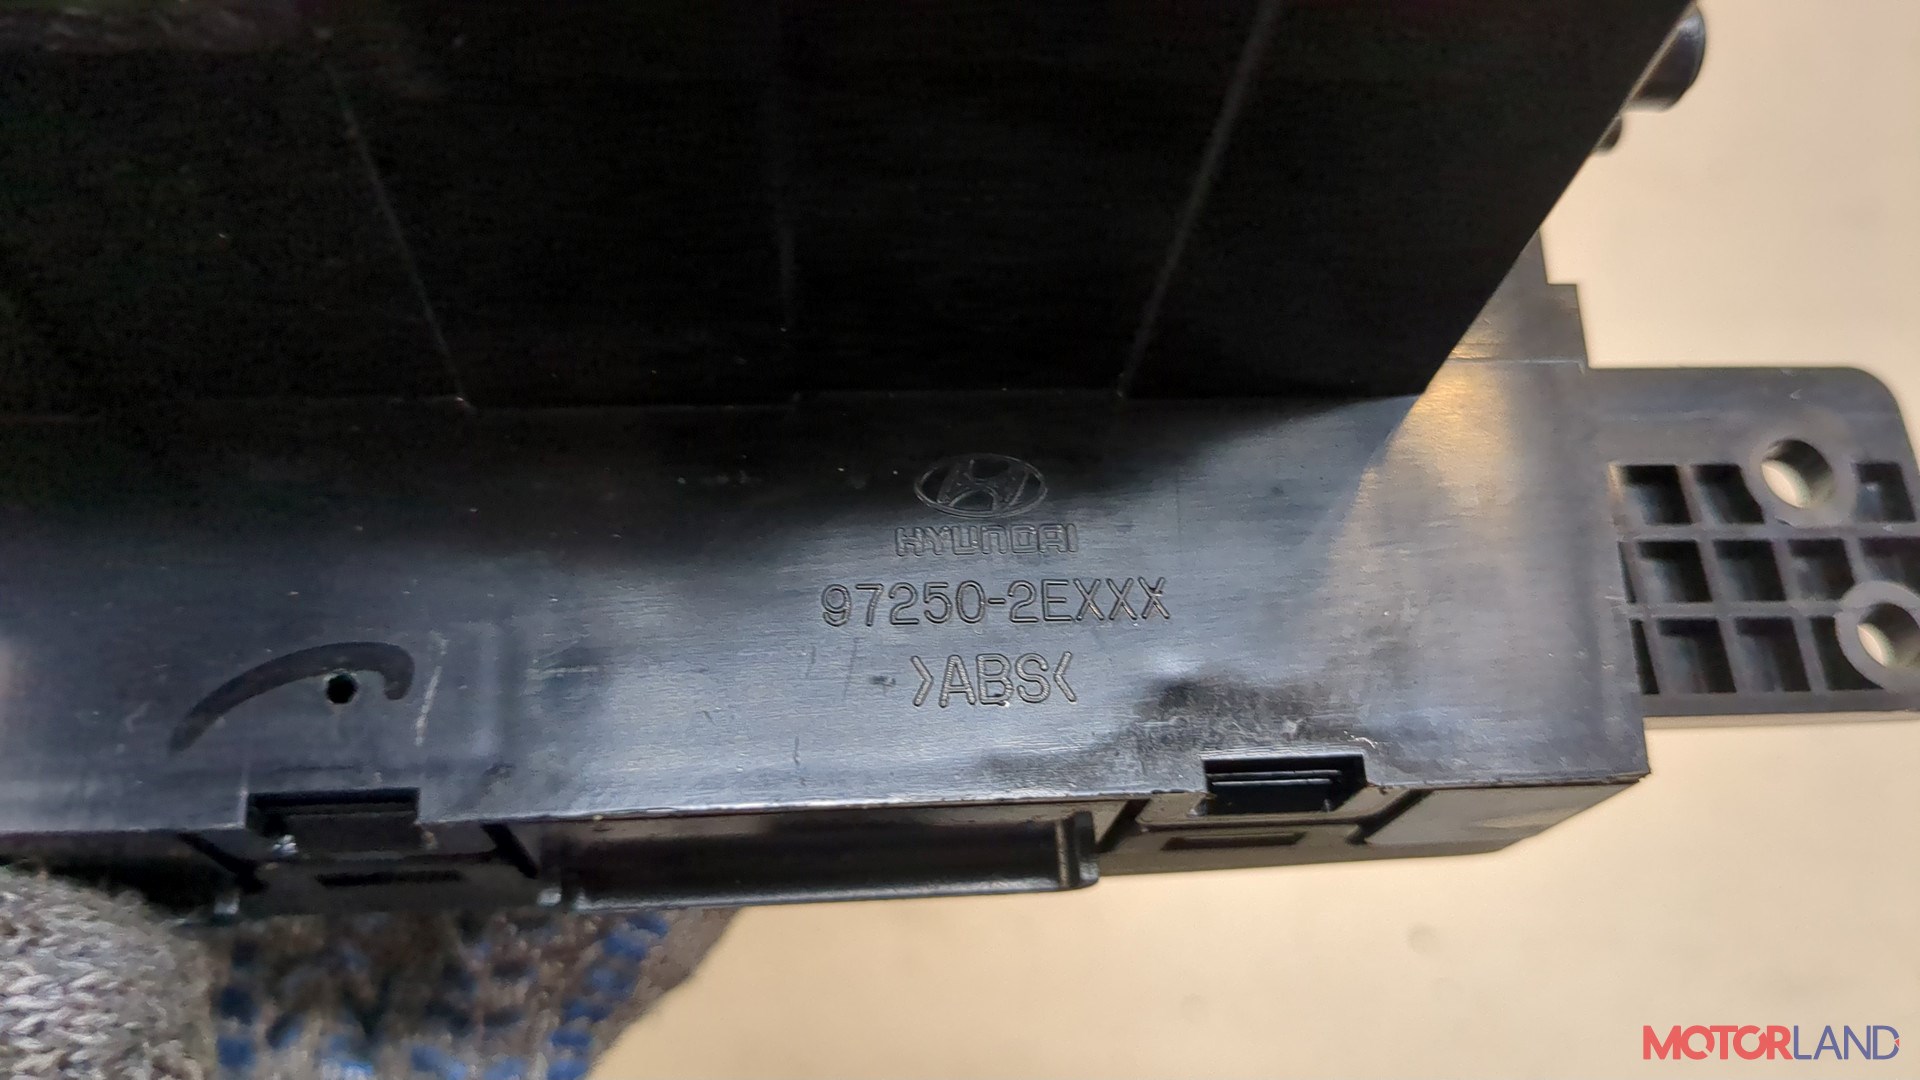 HYUNDAI
97250-2EXXX
>ABS<
MOTORLAND